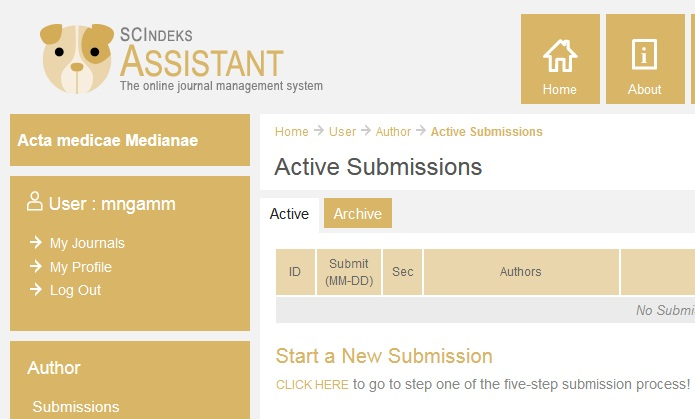 SCINDEKS
ASSISTANT
The online journal management system
Home
About
Acta medicae Medianae
User : mngamm
My Journals
My Profile
Log Out
Author
Submissions
Home User Author Active Submissions
Active Submissions
Active Archive
ID Submit (MM-DD) Sec Authors
No Submi
Start a New Submission
CLICK HERE to go to step one of the five-step submission process!